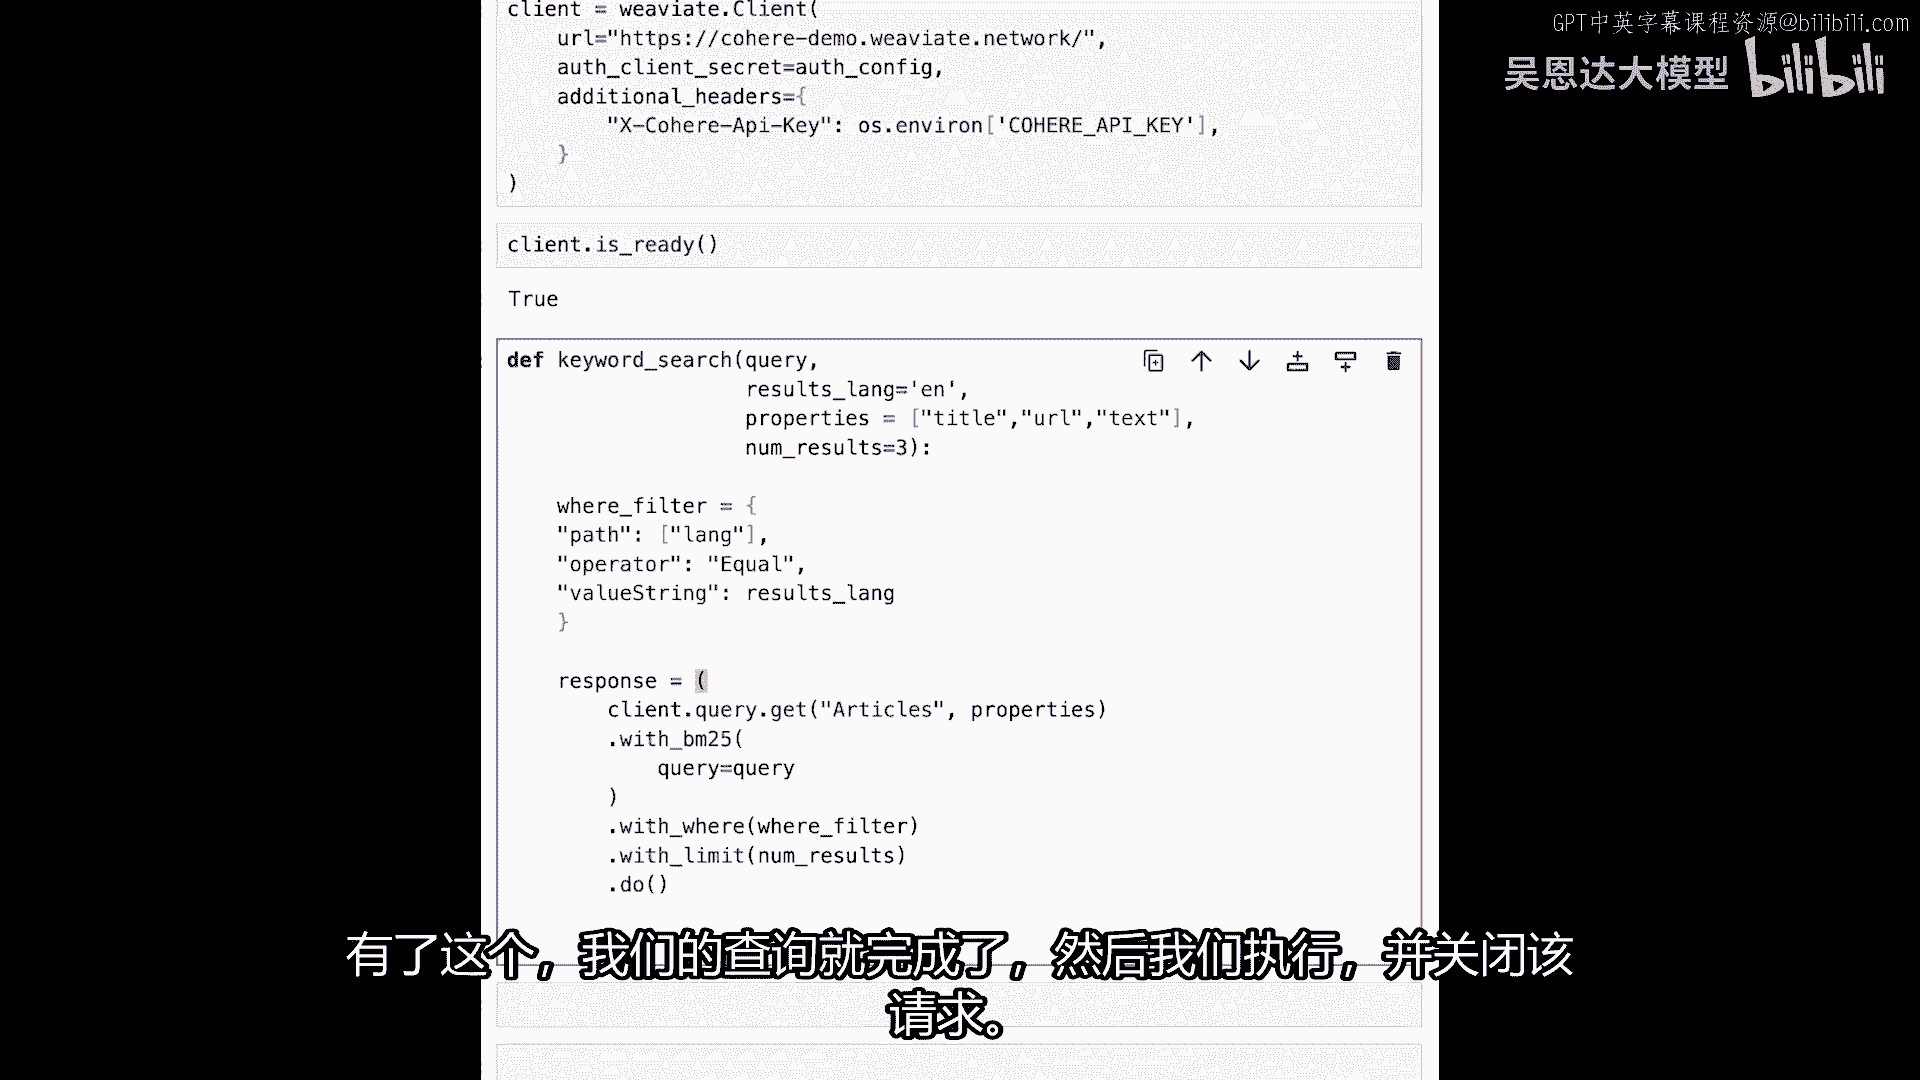 GPT中英字幕课程资源@bilibili.com
吴恩达大模型 bilibili
client = weaviate.Client(
    url="https://cohere-demo.weaviate.network/",
    auth_client_secret=auth_config,
    additional_headers={
        "X-Cohere-Api-Key": os.environ['COHERE_API_KEY'],
    }
)
client.is_ready()
True
def keyword_search(query,
                   results_lang='en',
                   properties = ["title","url","text"],
                   num_results=3):
    where_filter = {
    "path": ["lang"],
    "operator": "Equal",
    "valueString": results_lang
    }
    response = (
        client.query.get("Articles", properties)
        .with_bm25(
            query=query
        )
        .with_where(where_filter)
        .with_limit(num_results)
        .do()
有了这个，我们的查询就完成了，然后我们执行，并关闭该
请求。